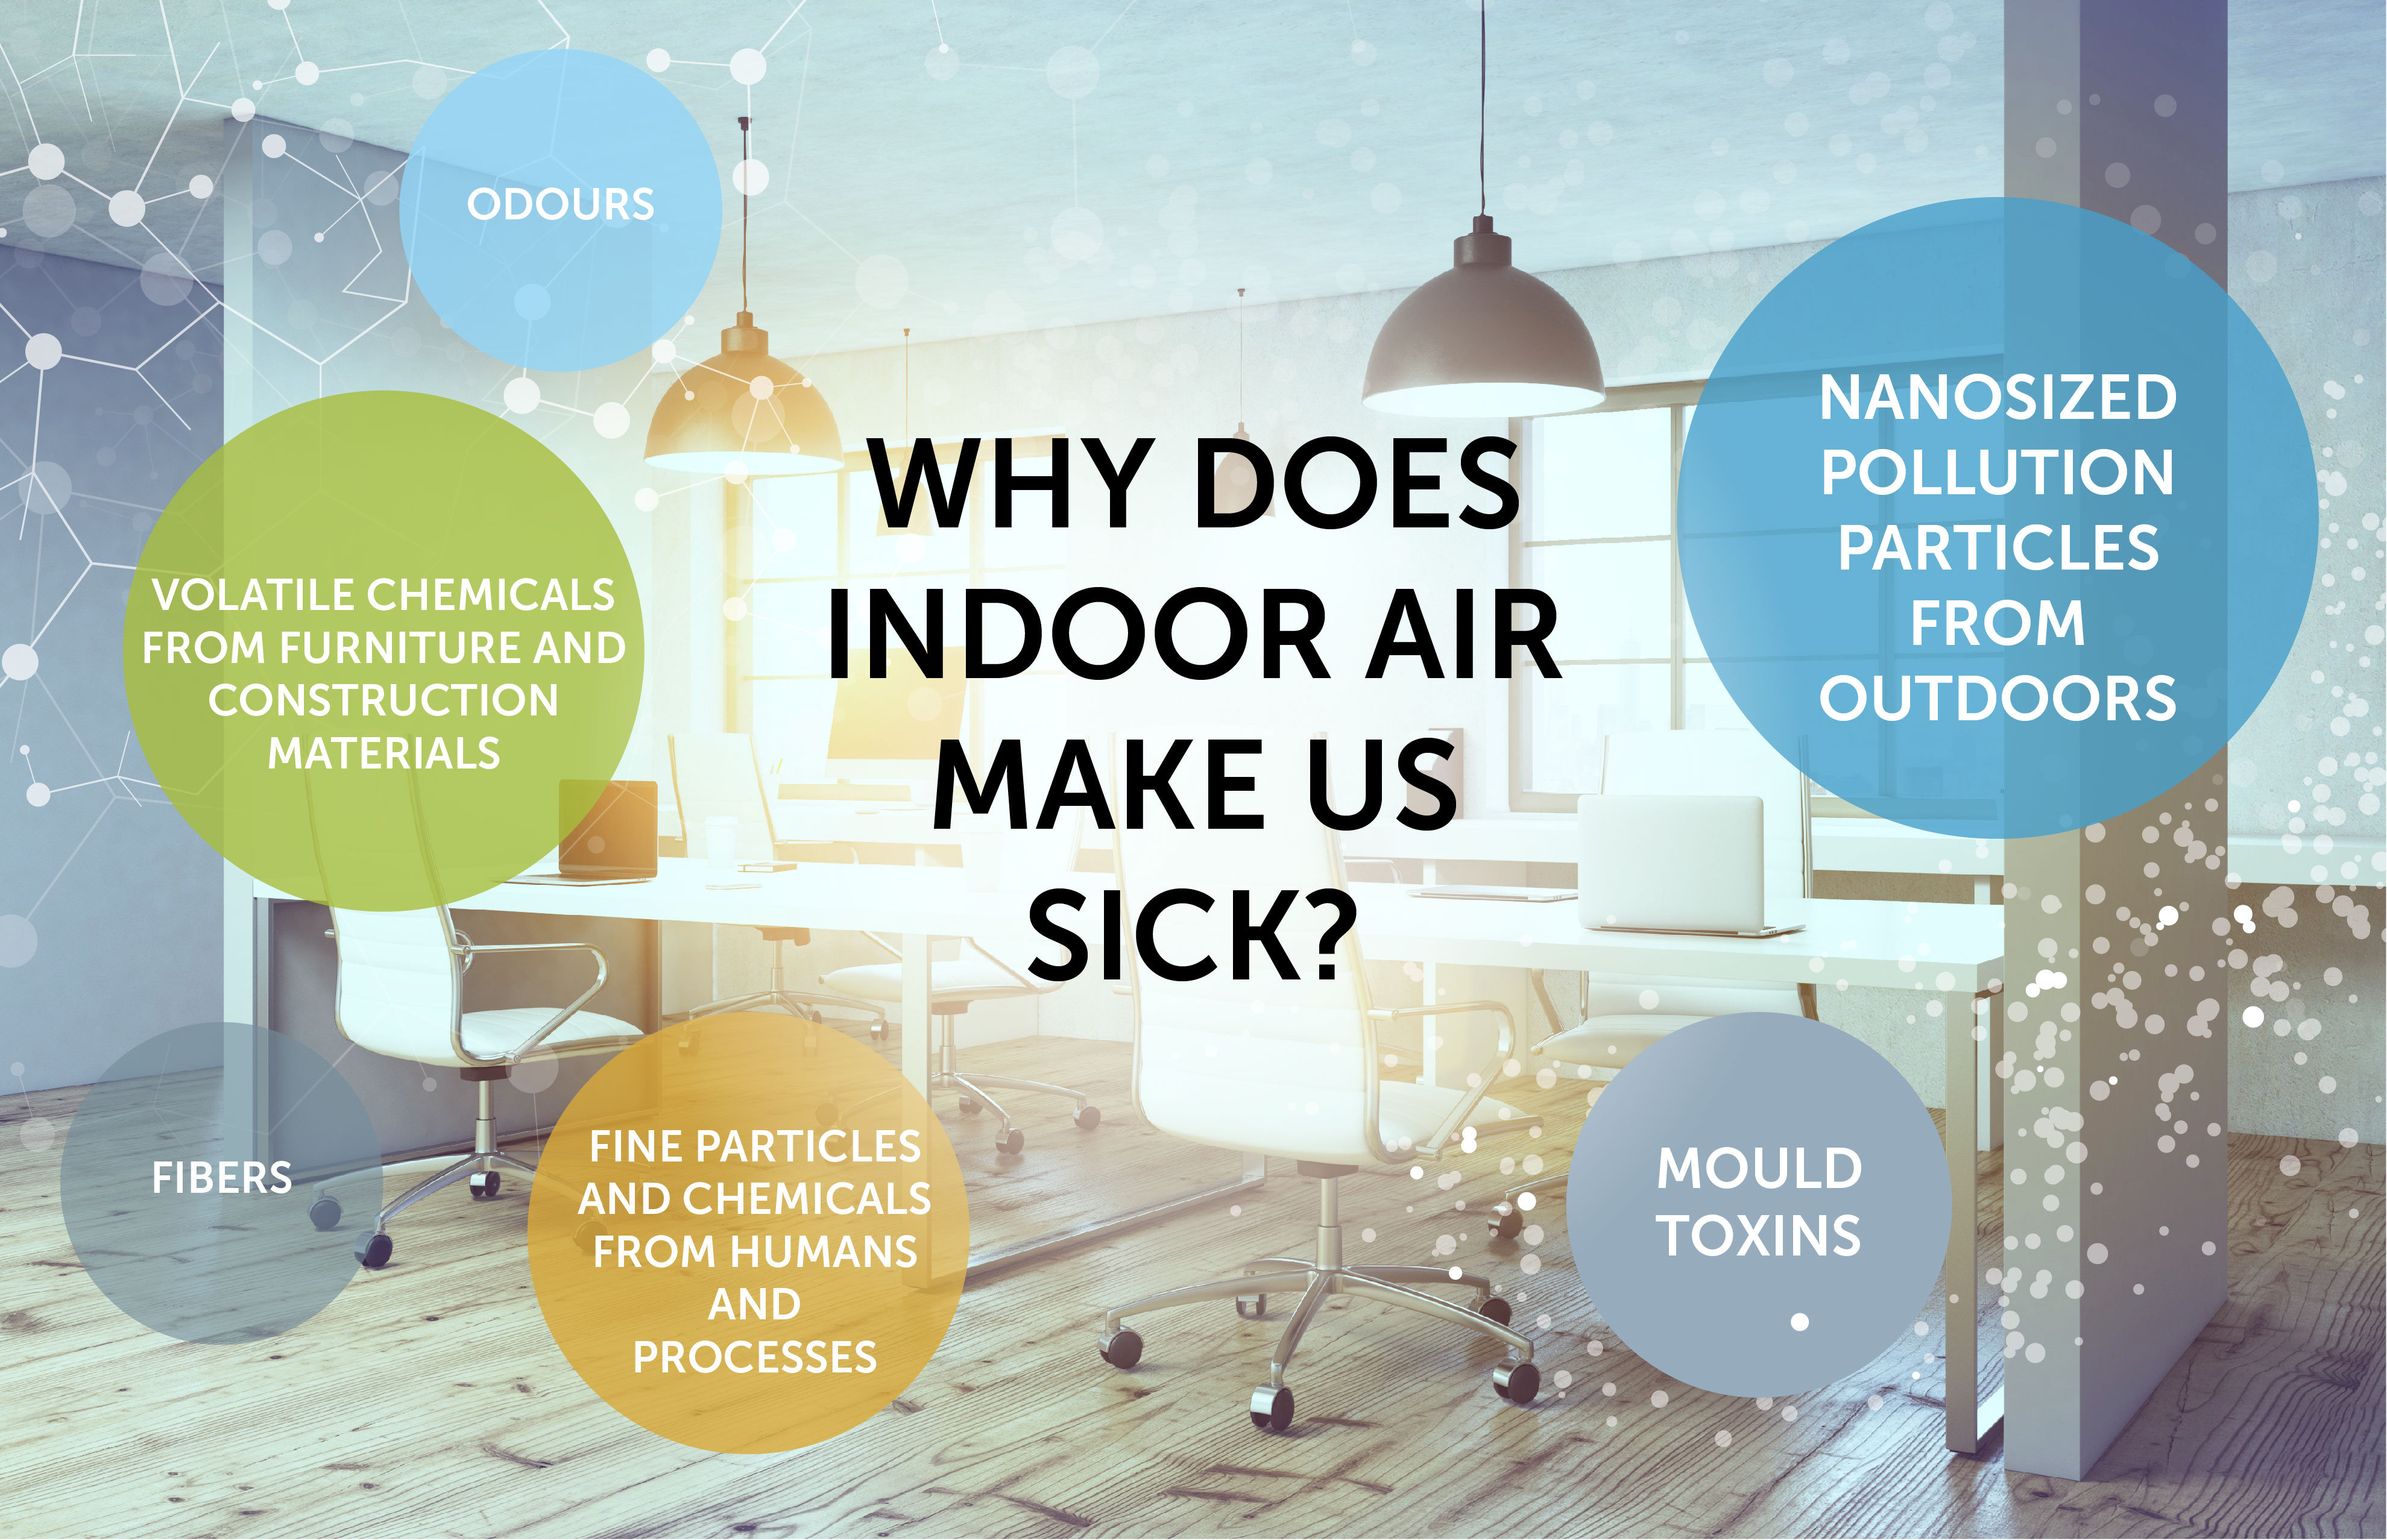 ODOURS
VOLATILE CHEMICALS
FROM FURNITURE AND
CONSTRUCTION
MATERIALS
WHY DOES
INDOOR AIR
MAKE US
SICK?
NANOSIZED
POLLUTION
PARTICLES
FROM
OUTDOORS
FIBERS
FINE PARTICLES
AND CHEMICALS
FROM HUMANS
AND
PROCESSES
MOULD
TOXINS